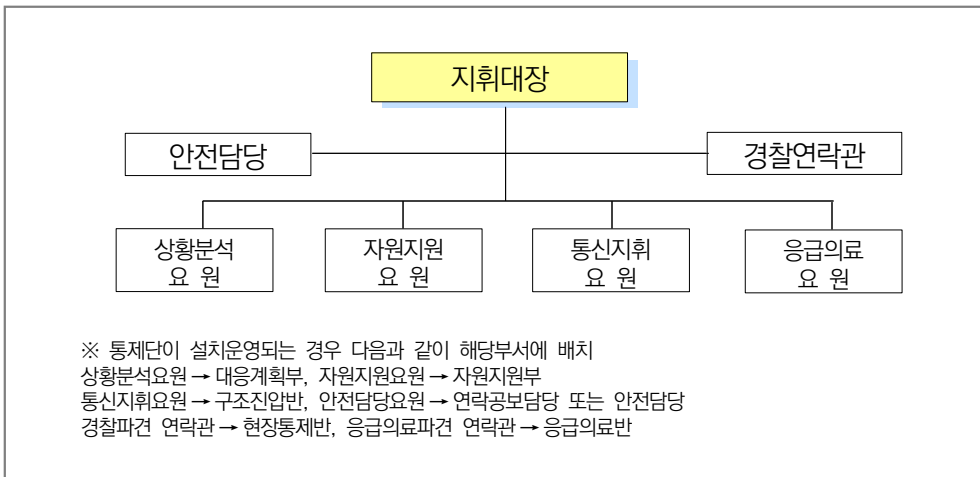 지휘대장
안전담당
경찰연락관
상황분석
요 원
자원지원
요 원
통신지휘
요 원
응급의료
요 원
※ 통제단이 설치운영되는 경우 다음과 같이 해당부서에 배치
상황분석요원 → 대응계획부, 자원지원요원 → 자원지원부
통신지휘요원 → 구조진압반, 안전담당요원 → 연락공보담당 또는 안전담당
경찰파견 연락관 → 현장통제반, 응급의료파견 연락관 → 응급의료반